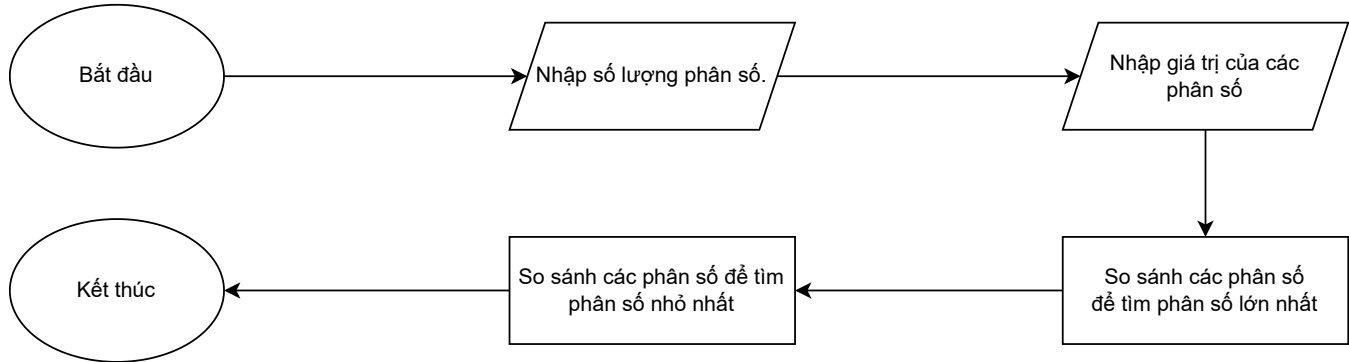 Bắt đầu
Nhập số lượng phân số.
Nhập giá trị của các
phân số
So sánh các phân số
để tìm phân số lớn nhất
So sánh các phân số để tìm
phân số nhỏ nhất
Kết thúc